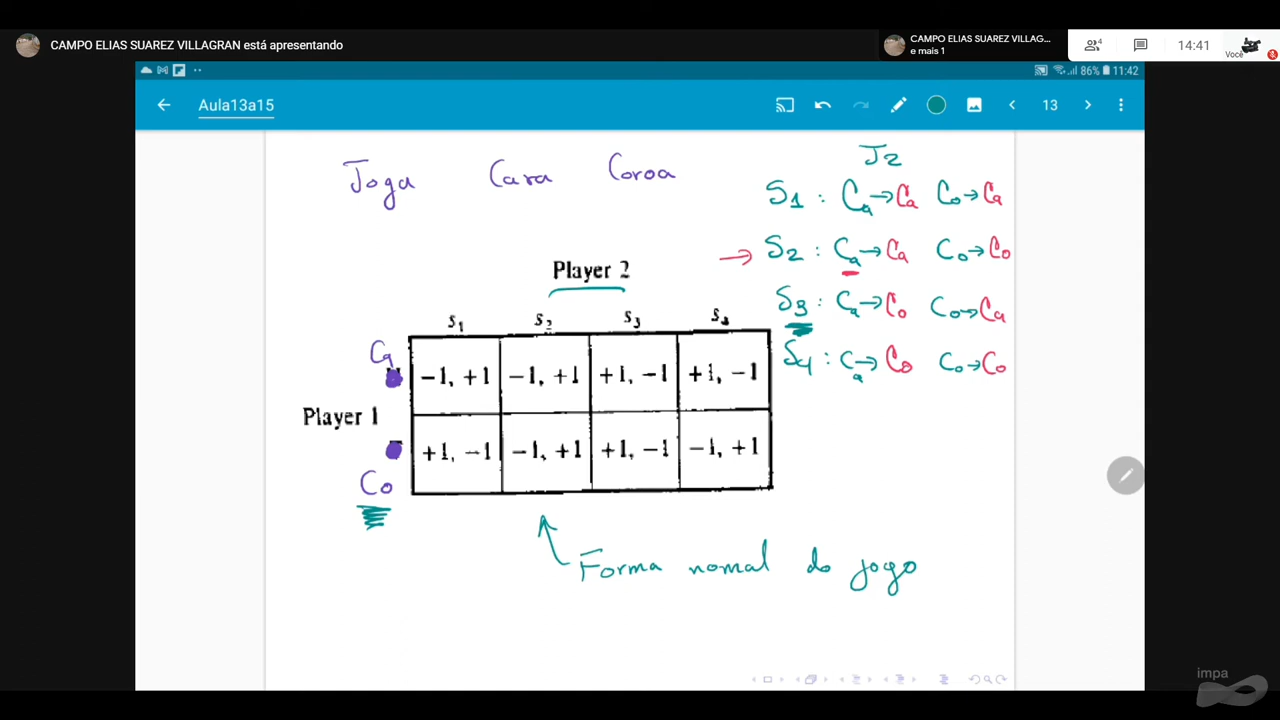 CAMPO ELIAS SUAREZ VILLAGRAN está apresentando
CAMPO ELIAS SUAREZ VILLAG...
e mais 1
4
14:41
Você
86% 11:42
Aula13a15
13
Joga Cara Coroa
J2
S1 : Ca→Ca Co→Ca
S2 : Ca→Ca Co→Co
S3 : Ca→Co Co→Ca
S4 : Ca→Co Co→Co
Player 2
s1 s2 s3 s4
Ca
−1, +1 −1, +1 +1, −1 +1, −1
Player 1
+1, −1 −1, +1 +1, −1 −1, +1
Co
Forma nomal do jogo
impa